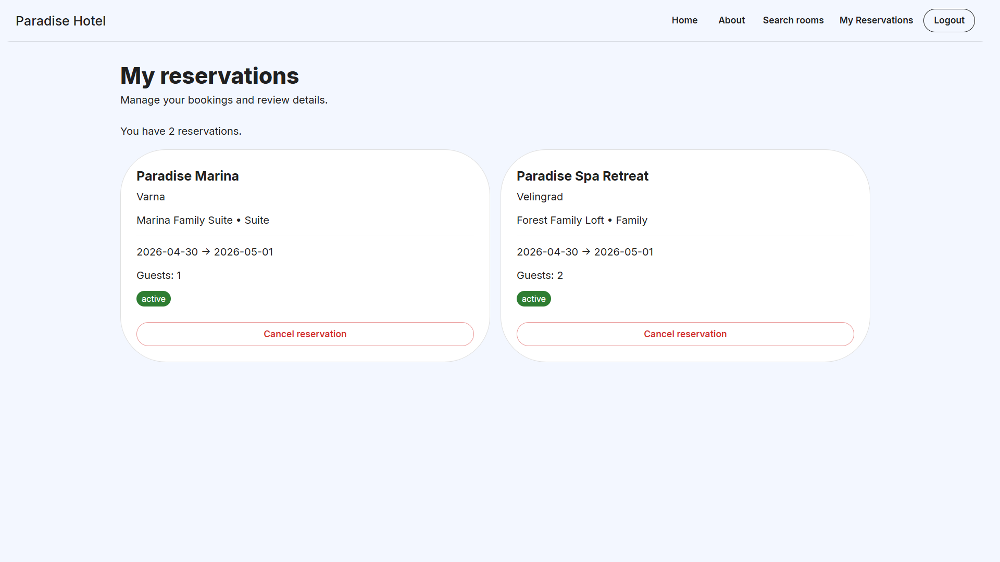 Paradise Hotel
Home About Search rooms My Reservations Logout
My reservations
Manage your bookings and review details.
You have 2 reservations.
Paradise Marina
Varna
Marina Family Suite • Suite
2026-04-30 → 2026-05-01
Guests: 1
active
Cancel reservation
Paradise Spa Retreat
Velingrad
Forest Family Loft • Family
2026-04-30 → 2026-05-01
Guests: 2
active
Cancel reservation